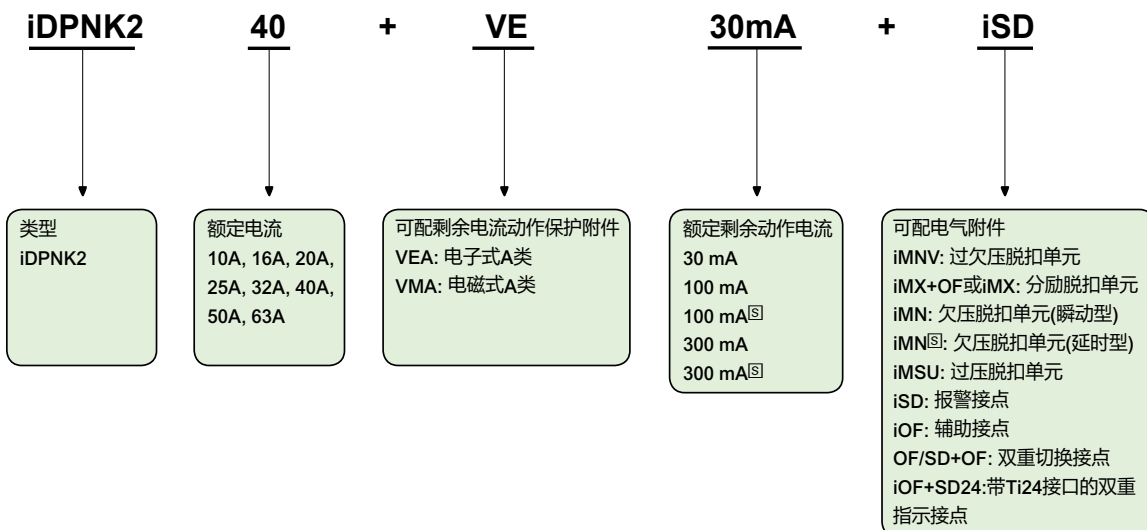 iDPNK2 40 + VE 30mA + iSD
类型
iDPNK2
额定电流
10A, 16A, 20A,
25A, 32A, 40A,
50A, 63A
可配剩余电流动作保护附件
VEA: 电子式A类
VMA: 电磁式A类
额定剩余动作电流
30 mA
100 mA
100 mA🅂
300 mA
300 mA🅂
可配电气附件
iMNV: 过欠压脱扣单元
iMX+OF或iMX: 分励脱扣单元
iMN: 欠压脱扣单元(瞬动型)
iMN🅂: 欠压脱扣单元(延时型)
iMSU: 过压脱扣单元
iSD: 报警接点
iOF: 辅助接点
OF/SD+OF: 双重切换接点
iOF+SD24:带Ti24接口的双重
指示接点